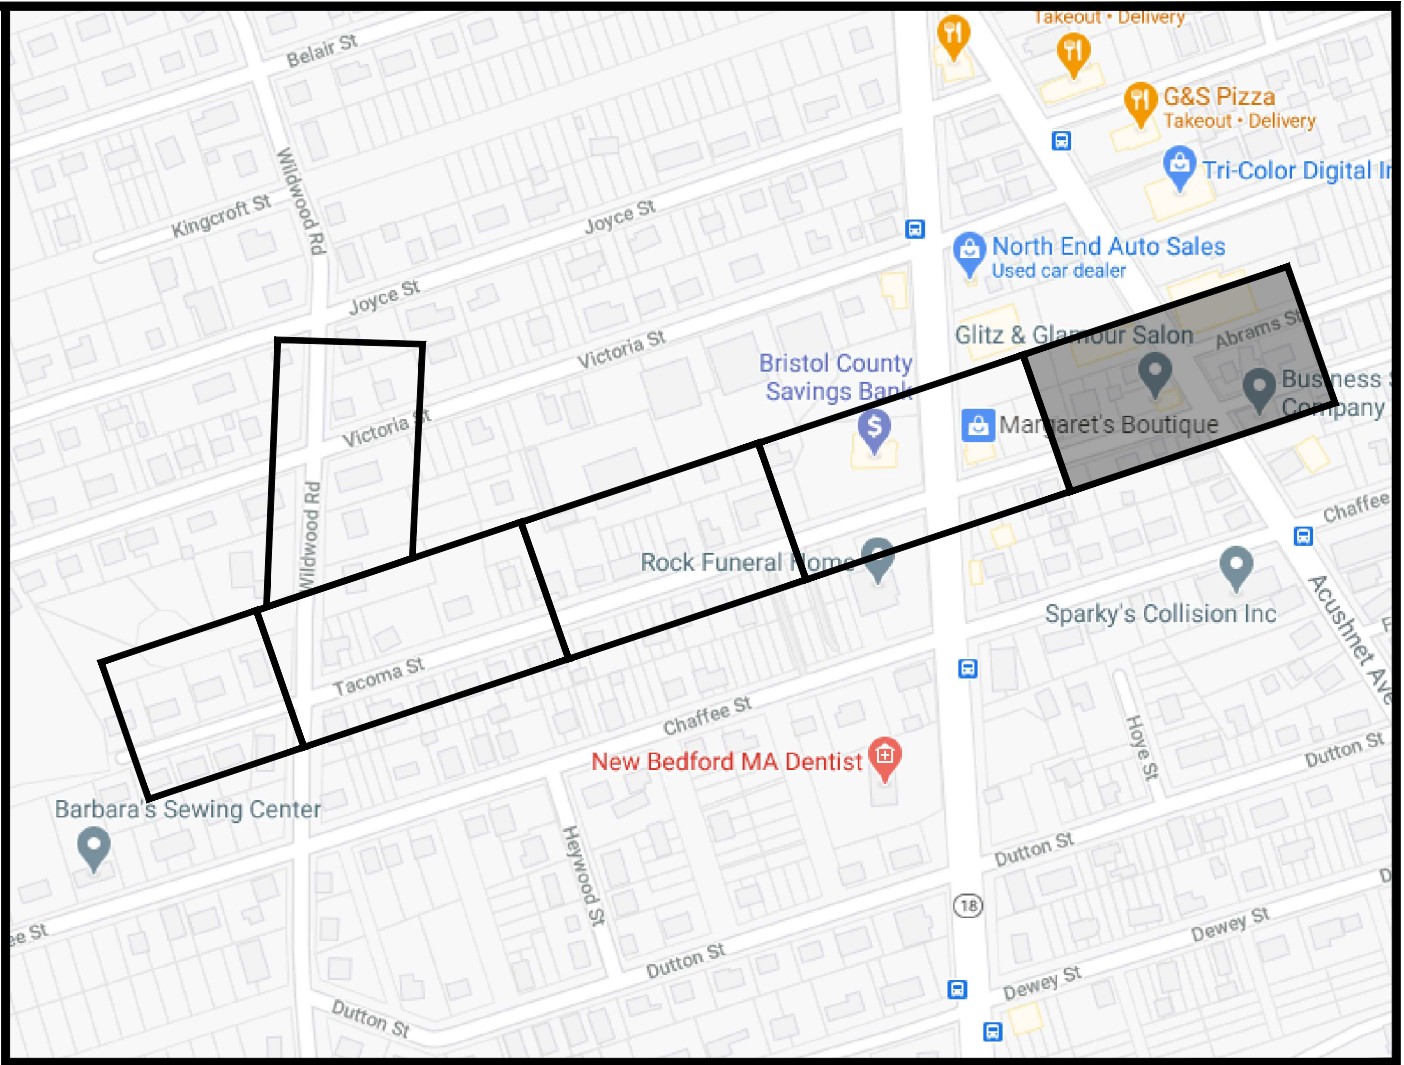 Takeout • Delivery
Belair St
G&S Pizza
Takeout • Delivery
Wildwood Rd
Tri-Color Digital
Kingcroft St
Joyce St
North End Auto Sales
Used car dealer
Joyce St
Abrams St
Glitz & Glamour Salon
Victoria St
Bristol County
Savings Bank
Business
Company
Victoria St
Margaret's Boutique
Wildwood Rd
Chaffee
Rock Funeral Home
Sparky's Collision Inc
Acushnet Ave
Tacoma St
Chaffee St
Hoye St
Dutton St
New Bedford MA Dentist
Barbara's Sewing Center
Heywood St
Dutton St
18
ee St
Dewey St
Dutton St
Dewey St
Dutton St